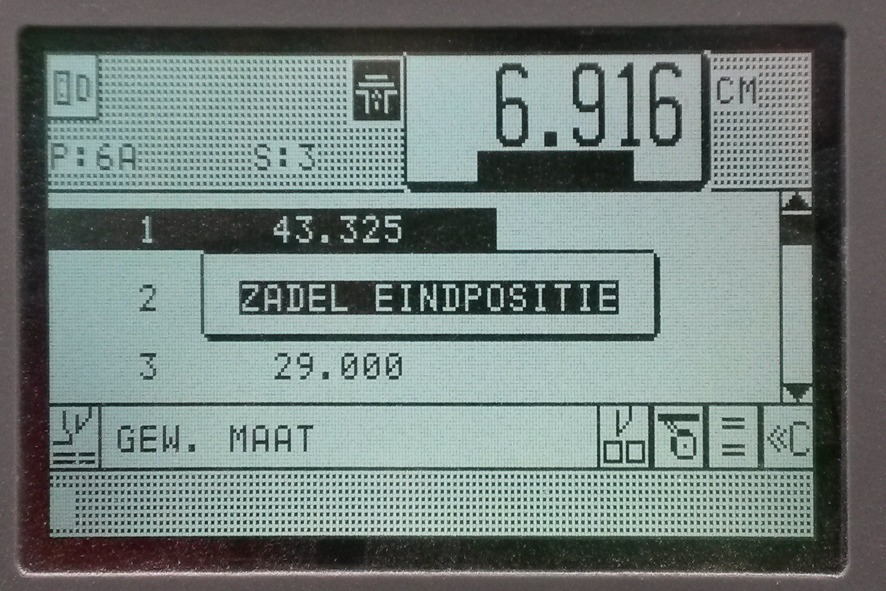 D 6.916 CM
P:6A S:3
1 43.325
2 ZADEL EINDPOSITIE
3 29.000
GEW. MAAT = = «C